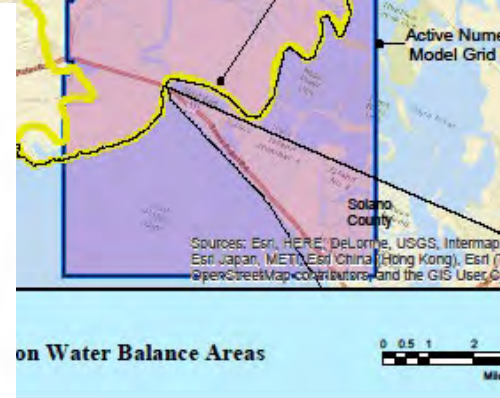 Active Nume
Model Grid
Solano
County
Sources: Esri, HERE, DeLorme, USGS, Intermap
Esri Japan, METI, Esri China (Hong Kong), Esri (T
OpenStreetMap contributors, and the GIS User C
on Water Balance Areas
0 0.5 1 2
Mile